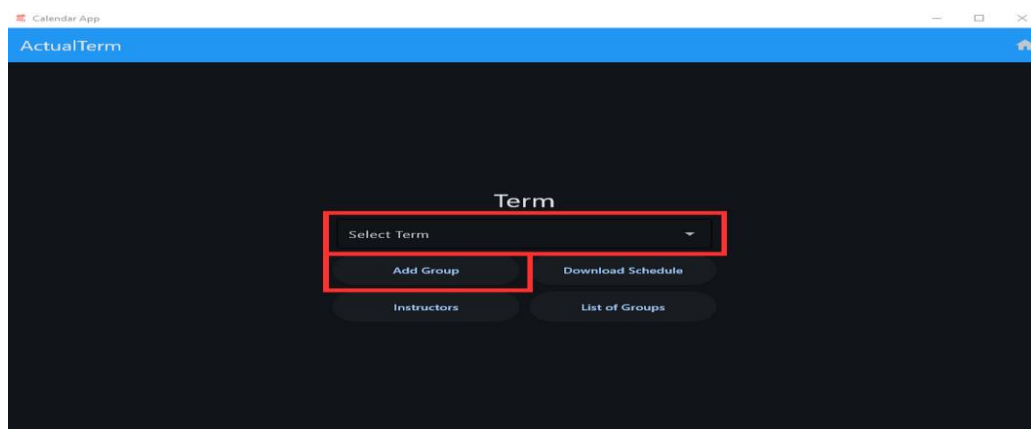 Calendar App
ActualTerm
Term
Select Term
Add Group Download Schedule
Instructors List of Groups